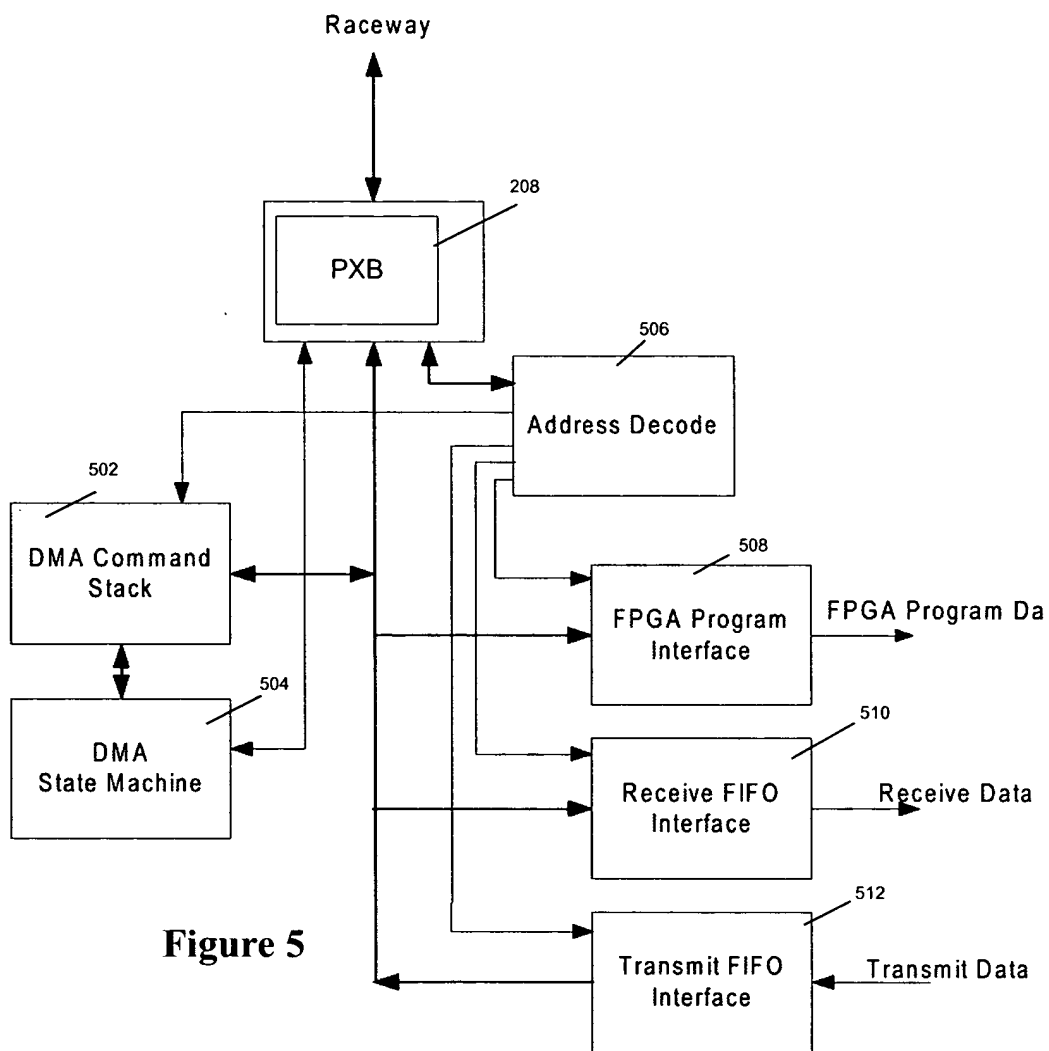 Raceway
208
PXB
506
Address Decode
502
DMA Command
Stack
508
FPGA Program
Interface
FPGA Program Da
504
DMA
State Machine
510
Receive FIFO
Interface
Receive Data
512
Transmit FIFO
Interface
Transmit Data
Figure 5